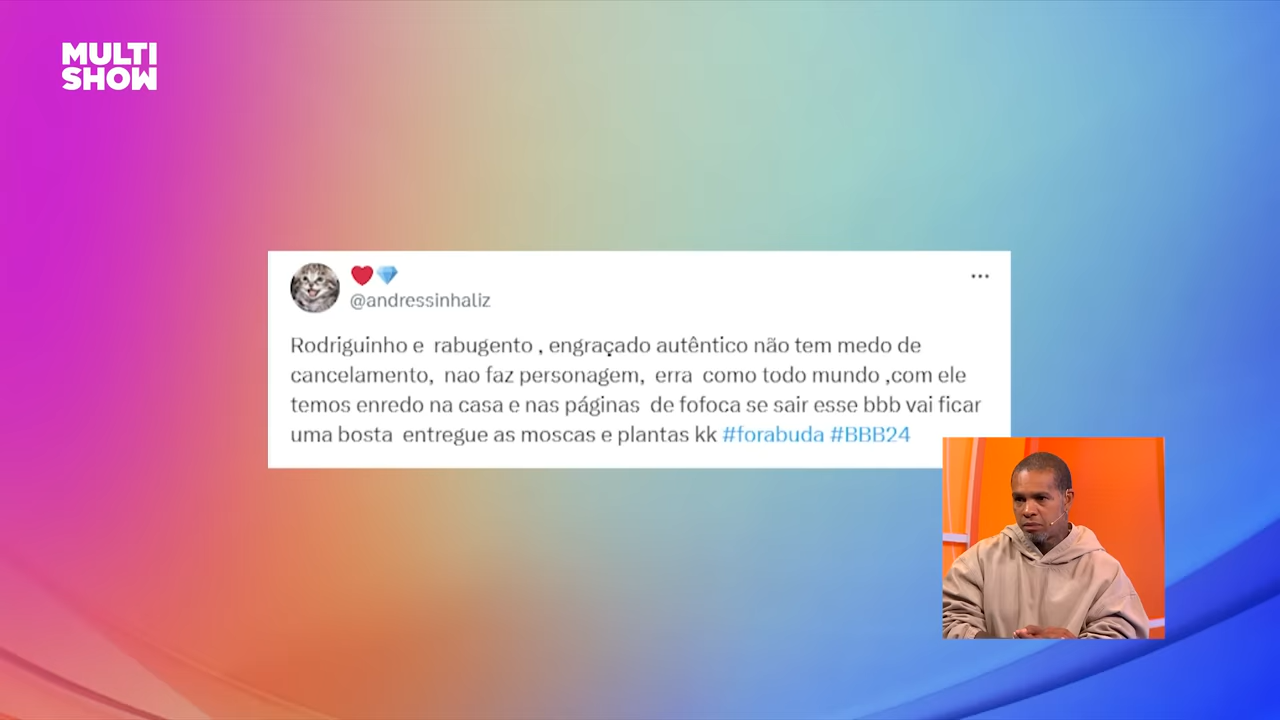 MULTI
SHOW
@andressinhaliz
Rodriguinho e rabugento , engraçado autêntico não tem medo de
cancelamento, nao faz personagem, erra como todo mundo ,com ele
temos enredo na casa e nas páginas de fofoca se sair esse bbb vai ficar
uma bosta entregue as moscas e plantas kk #forabuda #BBB24